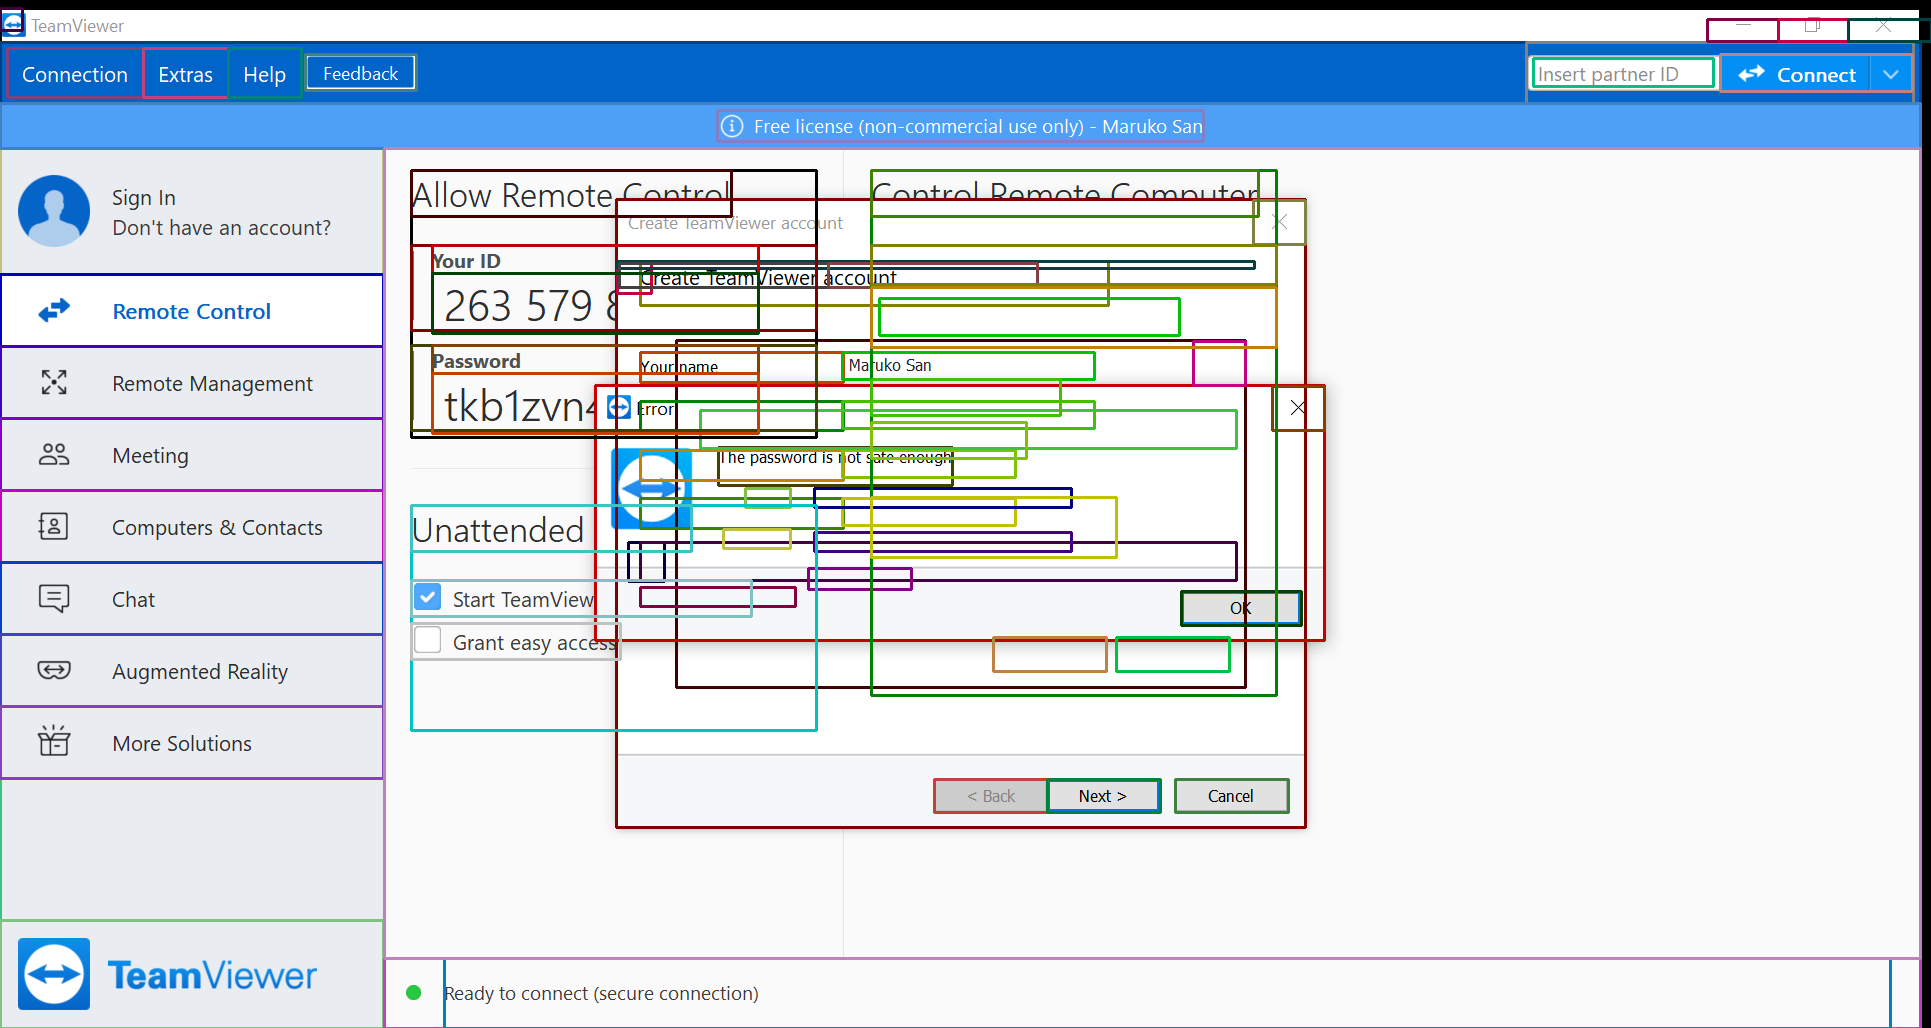 TeamViewer
Connection
Extras
Help
Feedback
Insert partner ID
Connect
Free license (non-commercial use only) - Maruko San
Sign In
Don't have an account?
Remote Control
Remote Management
Meeting
Computers & Contacts
Chat
Augmented Reality
More Solutions
TeamViewer
Allow Remote Control
Your ID
263 579 8
Password
tkb1zvn4
Unattended
Start TeamView
Grant easy access
Control Remote Computer
Create TeamViewer account
Create TeamViewer account
Your name
Maruko San
Error
The password is not safe enough
OK
< Back
Next >
Cancel
Ready to connect (secure connection)